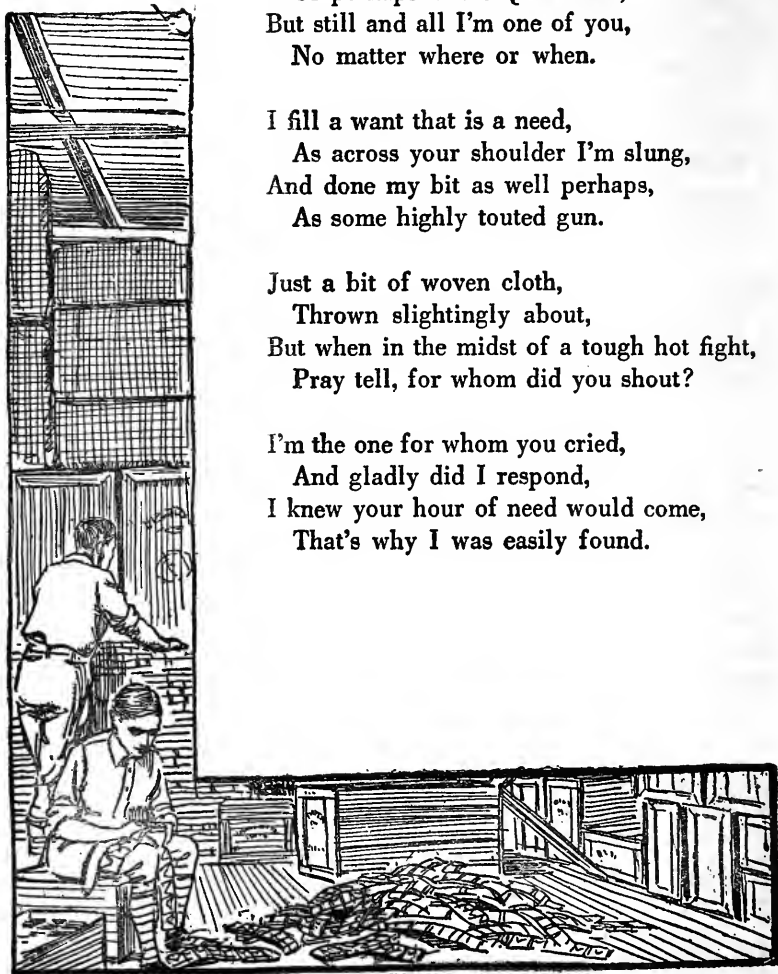 But still and all I'm one of you,
No matter where or when.
I fill a want that is a need,
As across your shoulder I'm slung,
And done my bit as well perhaps,
As some highly touted gun.
Just a bit of woven cloth,
Thrown slightingly about,
But when in the midst of a tough hot fight,
Pray tell, for whom did you shout?
I'm the one for whom you cried,
And gladly did I respond,
I knew your hour of need would come,
That's why I was easily found.